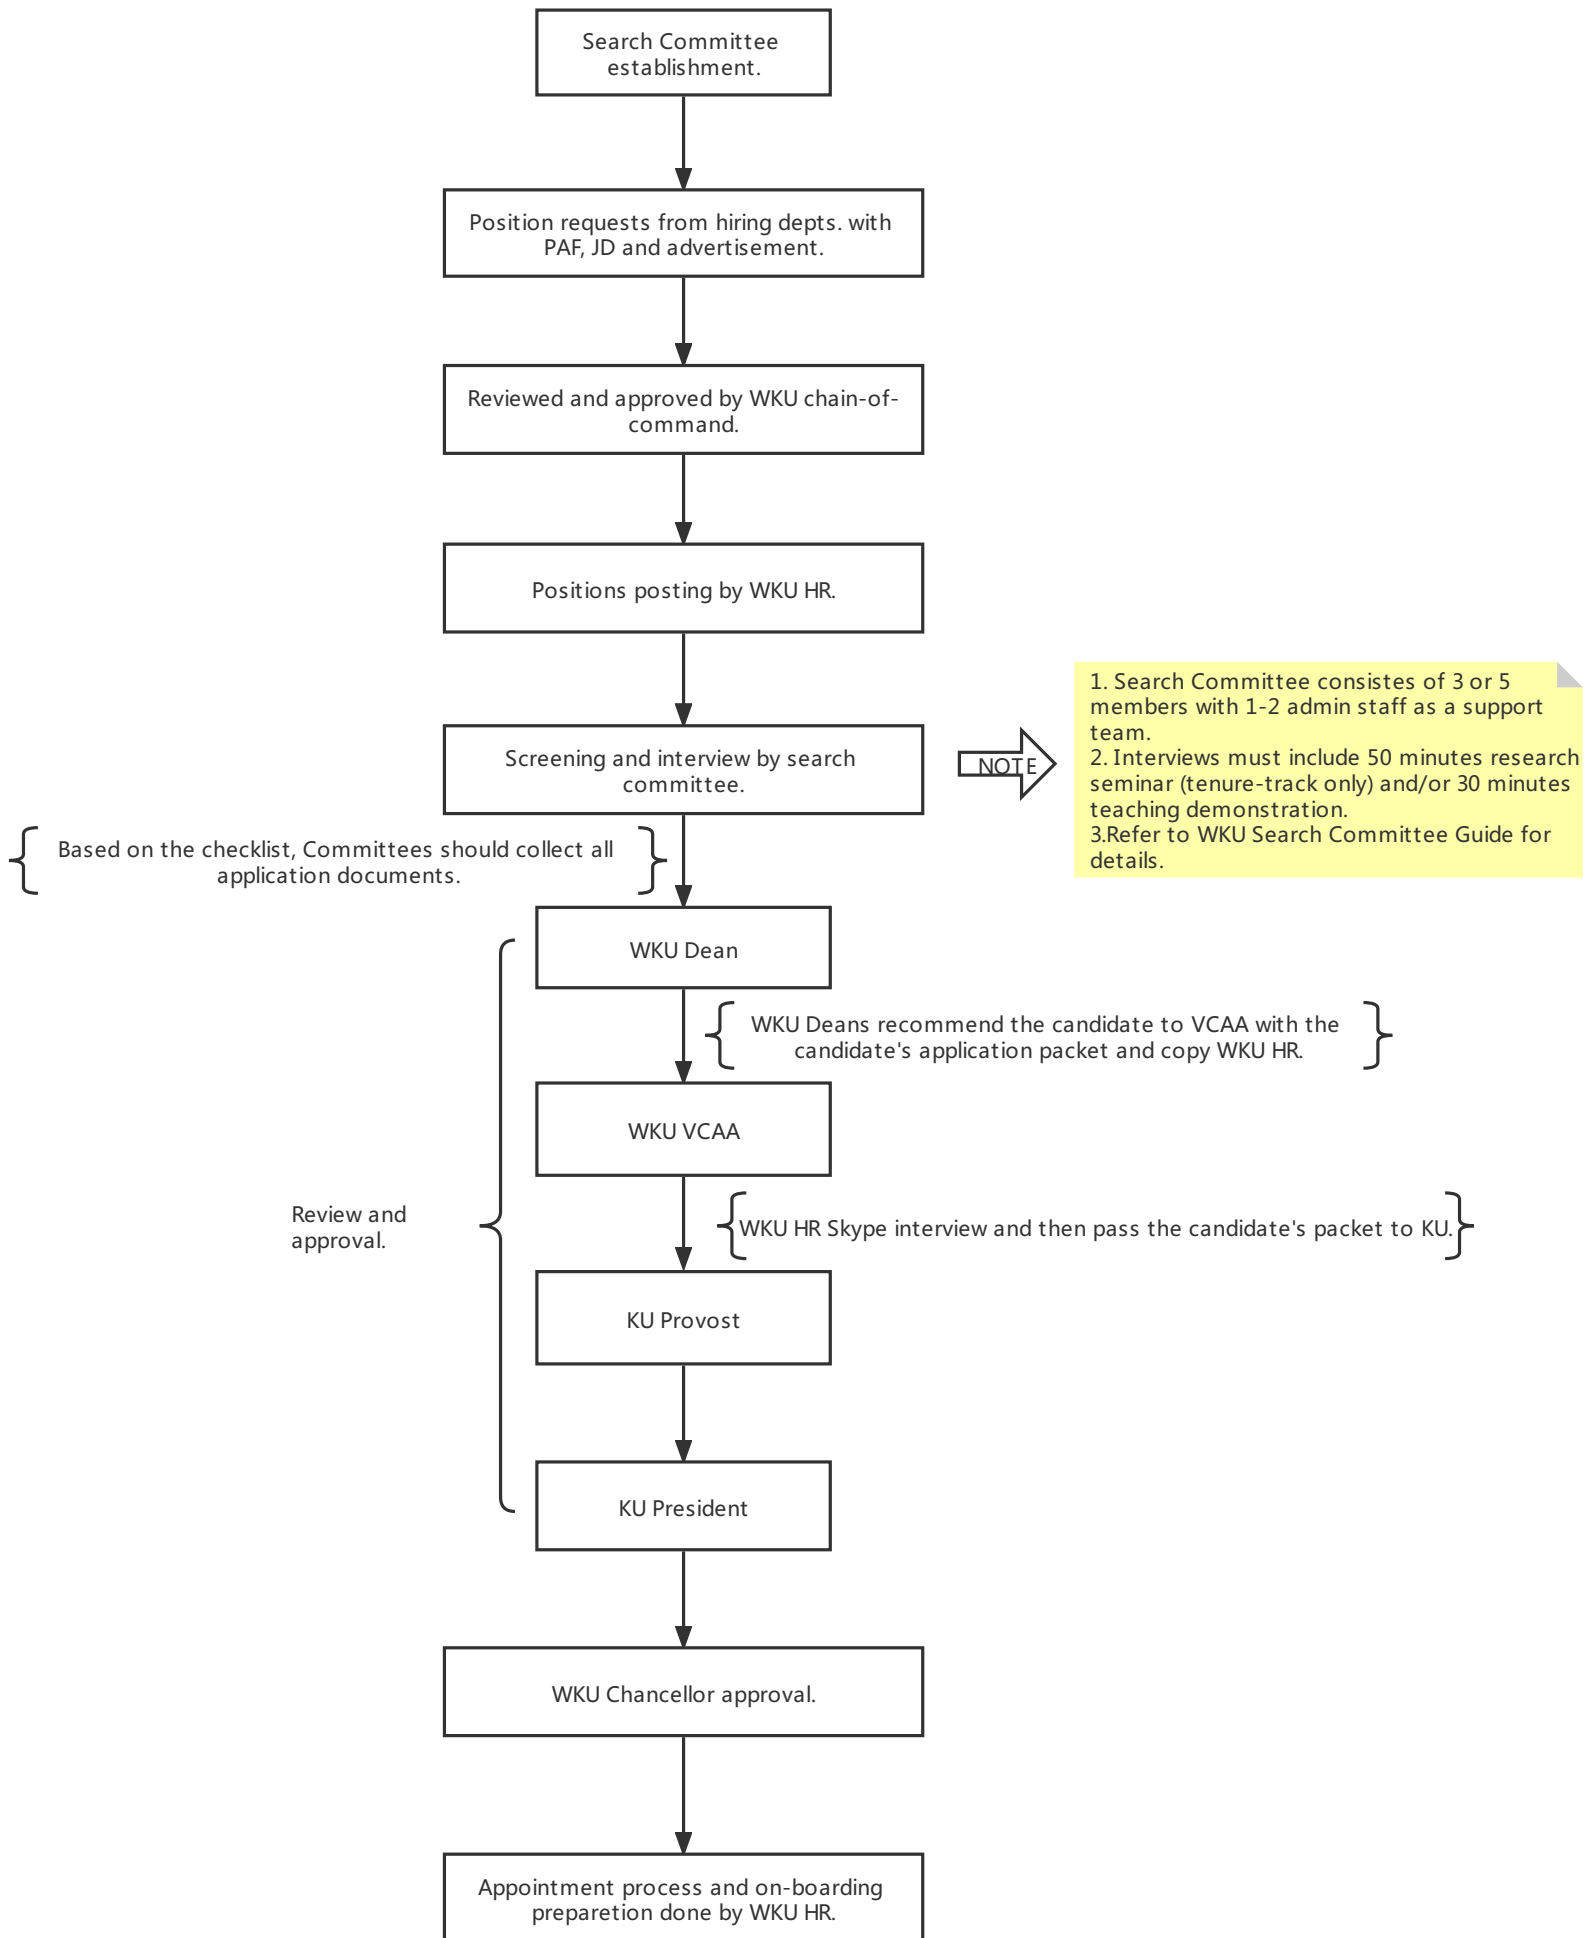 Search Committee
establishment.
Position requests from hiring depts. with
PAF, JD and advertisement.
Reviewed and approved by WKU chain-of-
command.
Positions posting by WKU HR.
Screening and interview by search
committee.
NOTE
1. Search Committee consistes of 3 or 5
members with 1-2 admin staff as a support
team.
2. Interviews must include 50 minutes research
seminar (tenure-track only) and/or 30 minutes
teaching demonstration.
3.Refer to WKU Search Committee Guide for
details.
Based on the checklist, Committees should collect all
application documents.
WKU Dean
WKU Deans recommend the candidate to VCAA with the
candidate's application packet and copy WKU HR.
WKU VCAA
Review and
approval.
WKU HR Skype interview and then pass the candidate's packet to KU.
KU Provost
KU President
WKU Chancellor approval.
Appointment process and on-boarding
preparetion done by WKU HR.